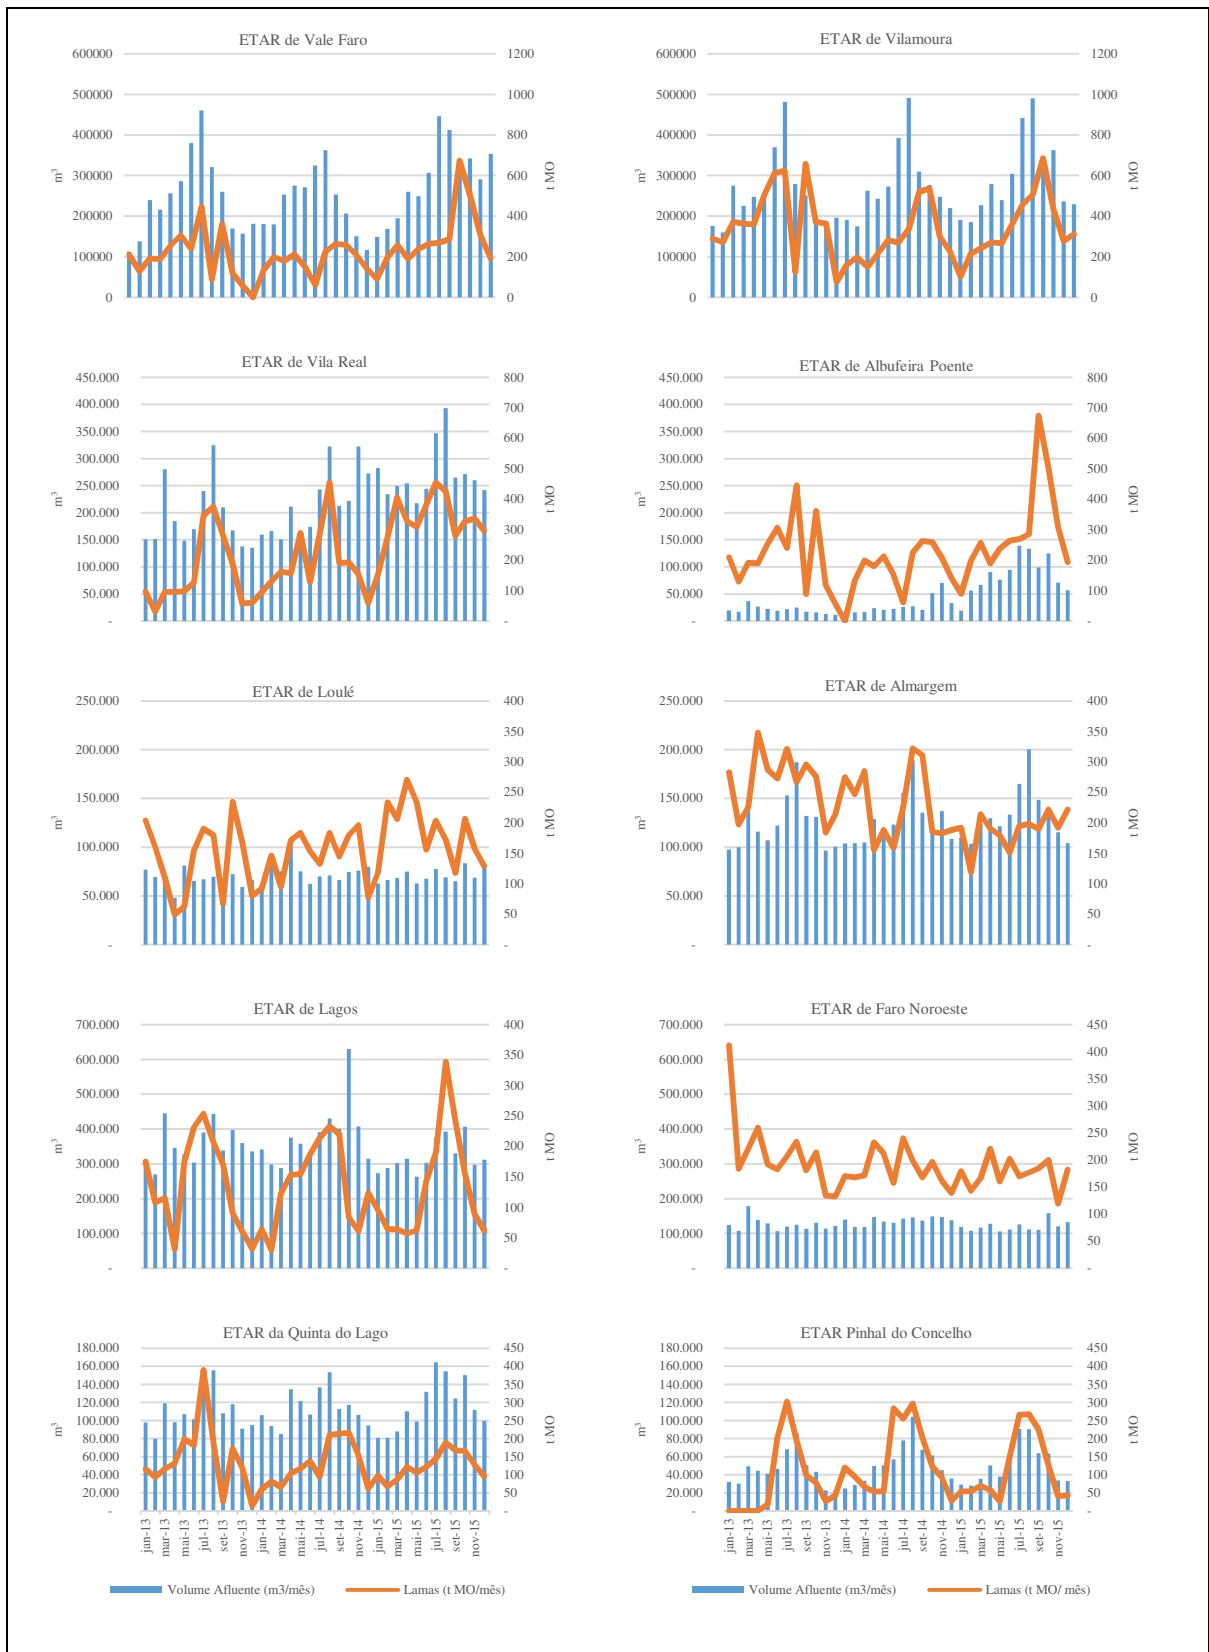 ETAR de Vale Faro
600000
500000
400000
300000
200000
100000
0
m³
1200
1000
800
600
400
200
0
t MO
ETAR de Vilamoura
600000
500000
400000
300000
200000
100000
0
m³
1200
1000
800
600
400
200
0
t MO
ETAR de Vila Real
450.000
400.000
350.000
300.000
250.000
200.000
150.000
100.000
50.000
-
m³
800
700
600
500
400
300
200
100
-
t MO
ETAR de Albufeira Poente
450.000
400.000
350.000
300.000
250.000
200.000
150.000
100.000
50.000
-
m³
800
700
600
500
400
300
200
100
-
t MO
ETAR de Loulé
250.000
200.000
150.000
100.000
50.000
-
m³
400
350
300
250
200
150
100
50
-
t MO
ETAR de Almargem
250.000
200.000
150.000
100.000
50.000
-
m³
400
350
300
250
200
150
100
50
-
t MO
ETAR de Lagos
700.000
600.000
500.000
400.000
300.000
200.000
100.000
-
m³
400
350
300
250
200
150
100
50
-
t MO
ETAR de Faro Noroeste
700.000
600.000
500.000
400.000
300.000
200.000
100.000
-
m³
450
400
350
300
250
200
150
100
50
-
t MO
ETAR da Quinta do Lago
180.000
160.000
140.000
120.000
100.000
80.000
60.000
40.000
20.000
-
m³
450
400
350
300
250
200
150
100
50
-
t MO
jan-13
mar-13
mai-13
jul-13
set-13
nov-13
jan-14
mar-14
mai-14
jul-14
set-14
nov-14
jan-15
mar-15
mai-15
jul-15
set-15
nov-15
Volume Afluente (m3/mês)
Lamas (t MO/mês)
ETAR Pinhal do Concelho
180.000
160.000
140.000
120.000
100.000
80.000
60.000
40.000
20.000
-
m³
450
400
350
300
250
200
150
100
50
-
t MO
jan-13
mar-13
mai-13
jul-13
set-13
nov-13
jan-14
mar-14
mai-14
jul-14
set-14
nov-14
jan-15
mar-15
mai-15
jul-15
set-15
nov-15
Volume Afluente (m3/mês)
Lamas (t MO/ mês)